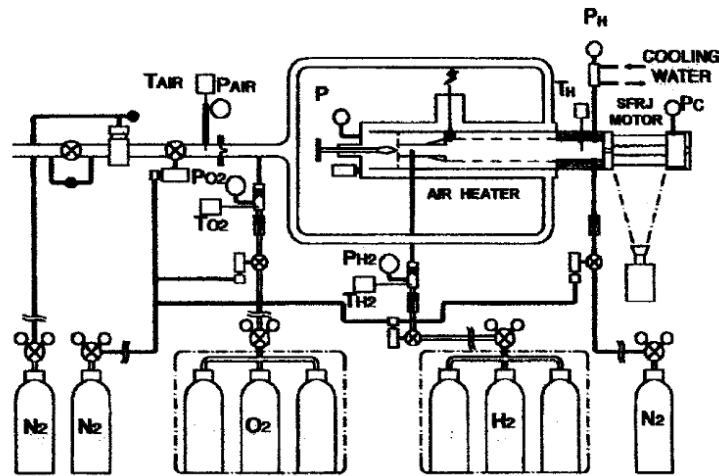 PH
COOLING
WATER
TAIR
PAIR
P
TH
SFRJ
MOTOR
PC
PO2
TO2
AIR HEATER
PH2
TH2
N2
N2
O2
H2
N2